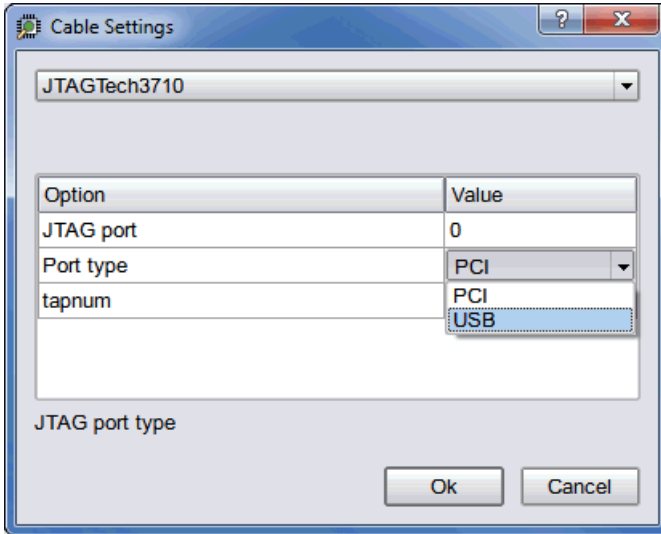 Cable Settings
?
X
JTAGTech3710
Option Value
JTAG port 0
Port type PCI
tapnum PCI
USB
JTAG port type
Ok Cancel